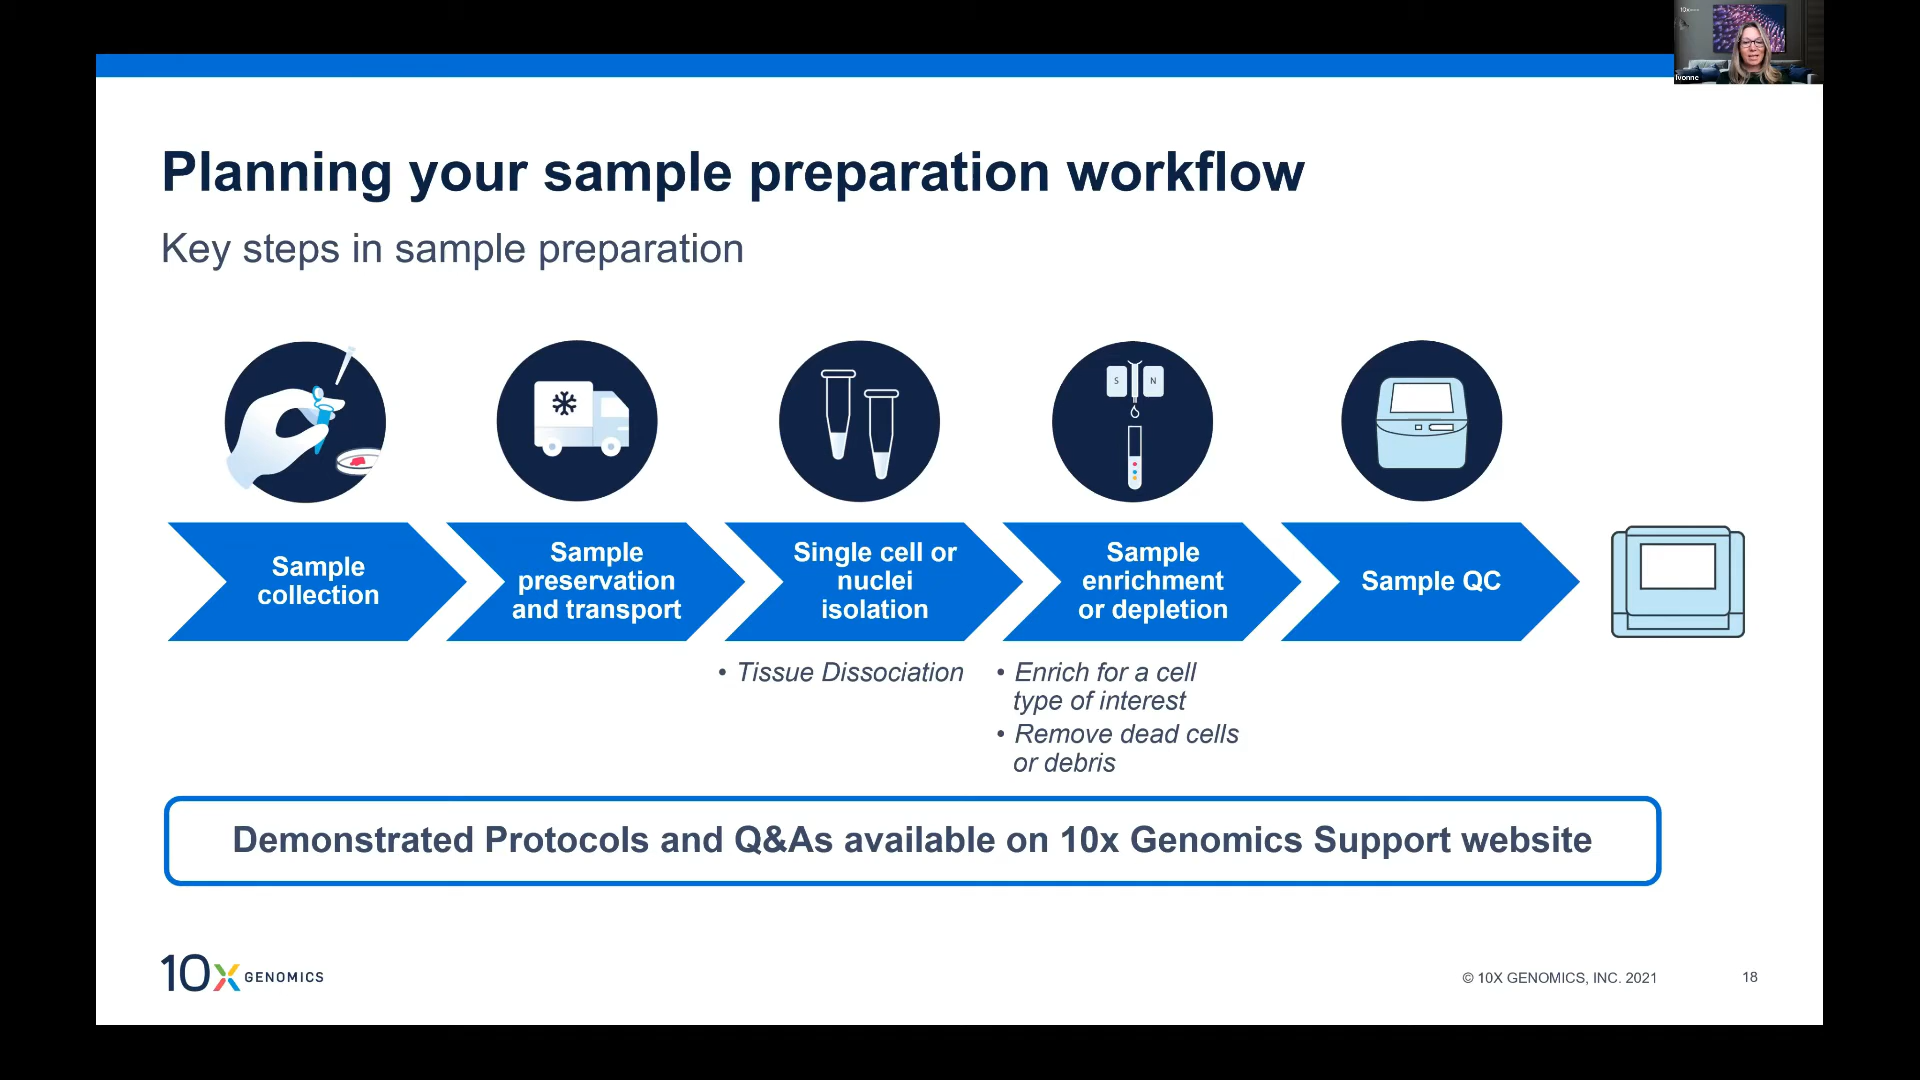 10x
Ivonne
Planning your sample preparation workflow
Key steps in sample preparation
S N
Sample
collection
Sample
preservation
and transport
Single cell or
nuclei
isolation
Sample
enrichment
or depletion
Sample QC
• Tissue Dissociation
• Enrich for a cell
type of interest
• Remove dead cells
or debris
Demonstrated Protocols and Q&As available on 10x Genomics Support website
10x GENOMICS
© 10X GENOMICS, INC. 2021
18